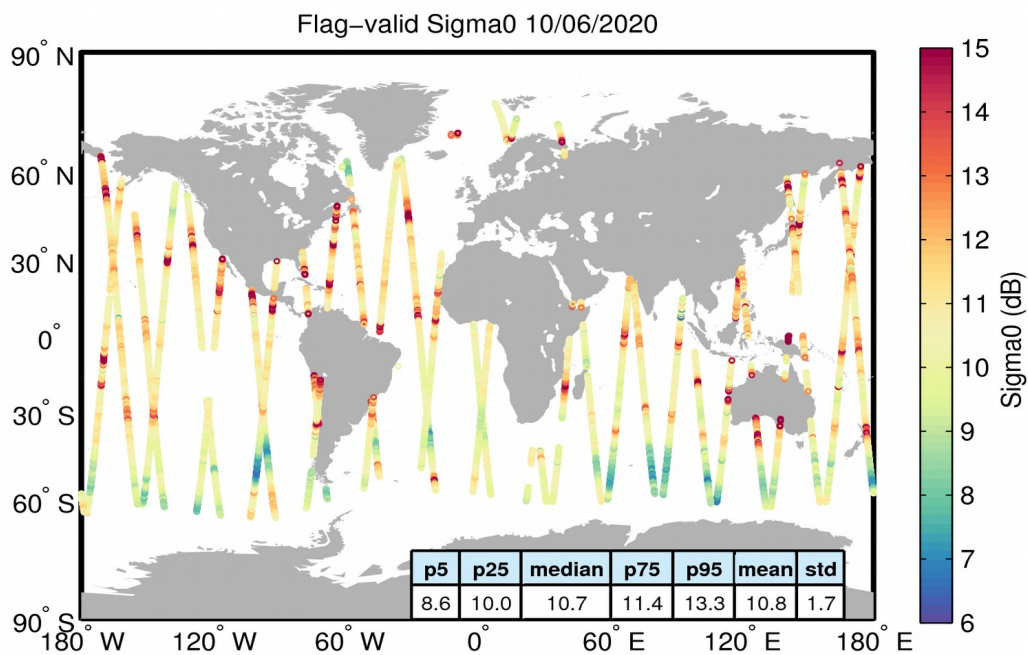 Flag-valid Sigma0 10/06/2020
90° N
60° N
30° N
0°
30° S
60° S
90° S
180° W
120° W
60° W
0°
60° E
120° E
180° E
p5 p25 median p75 p95 mean std
8.6 10.0 10.7 11.4 13.3 10.8 1.7
15
14
13
12
11
10
9
8
7
6
Sigma0 (dB)